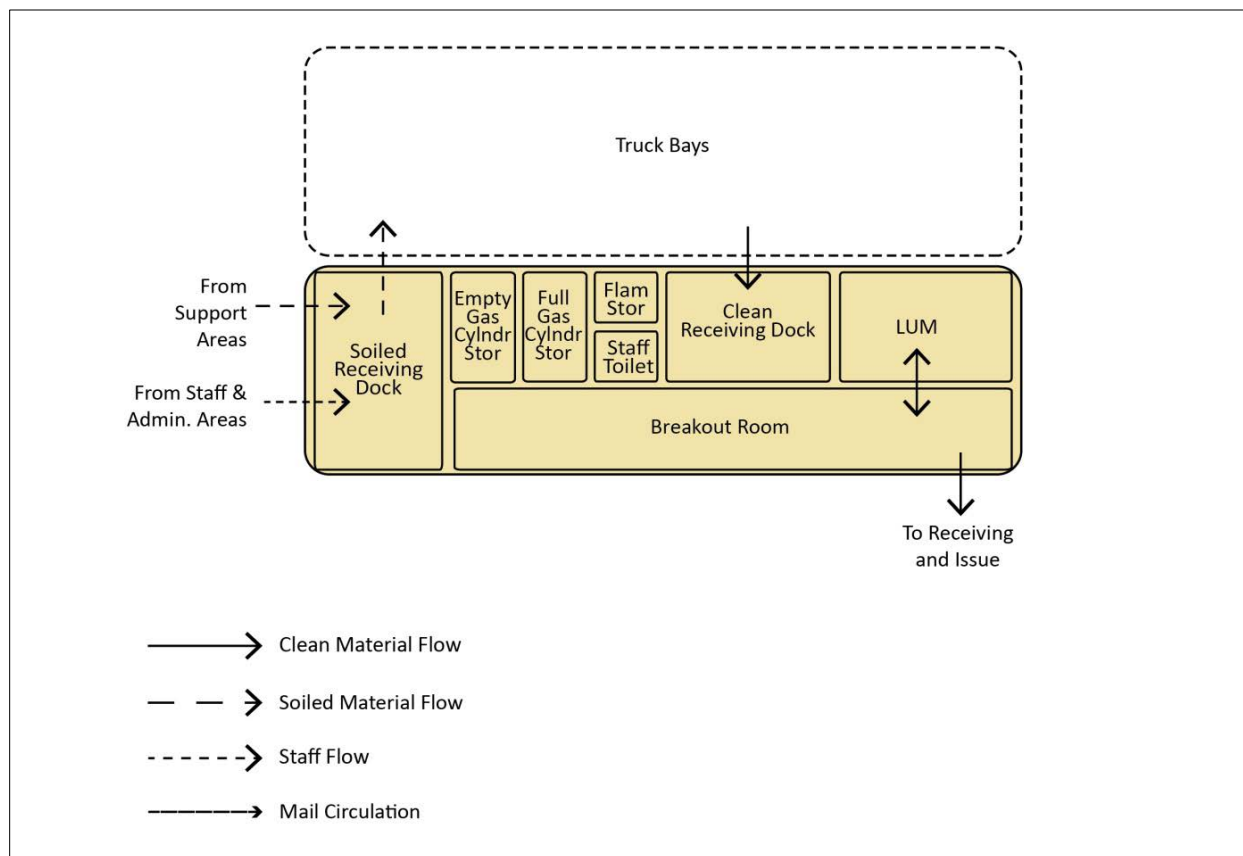 Truck Bays
From
Support
Areas
From Staff &
Admin. Areas
Soiled
Receiving
Dock
Empty
Gas
Cylndr
Stor
Full
Gas
Cylndr
Stor
Flam
Stor
Staff
Toilet
Clean
Receiving Dock
LUM
Breakout Room
To Receiving
and Issue
Clean Material Flow
Soiled Material Flow
Staff Flow
Mail Circulation